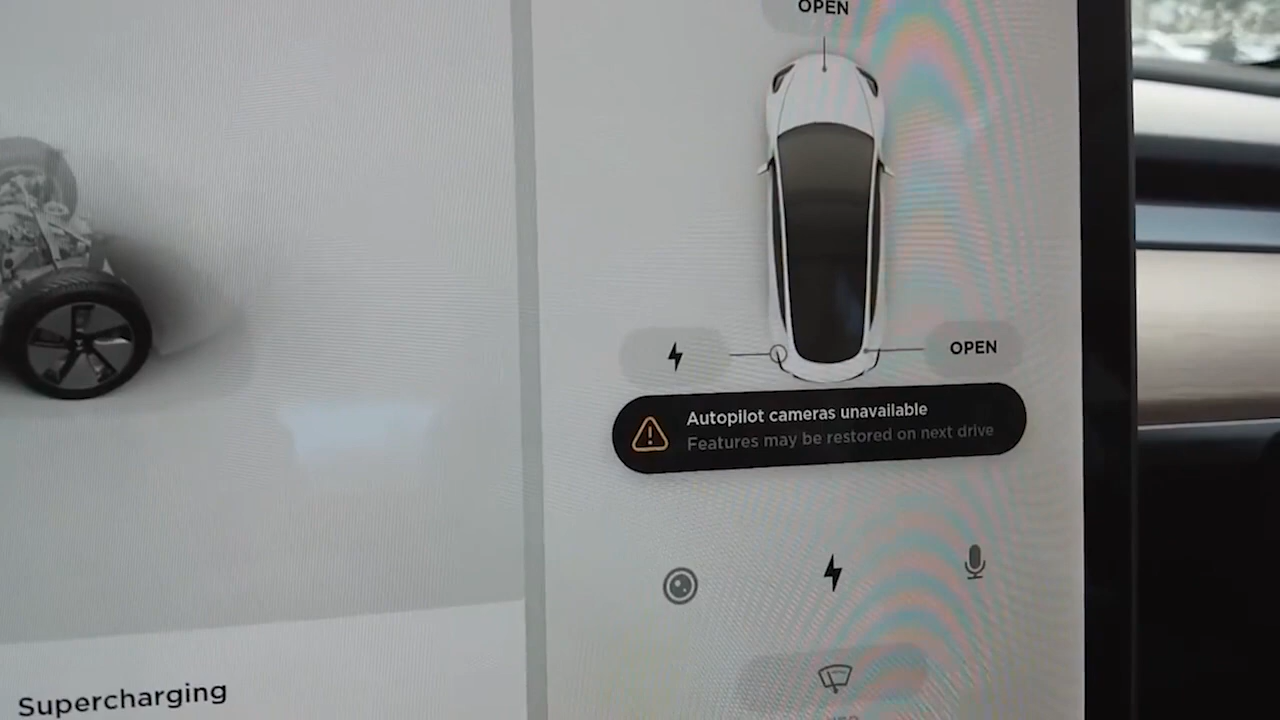 OPEN
OPEN
Autopilot cameras unavailable
Features may be restored on next drive
Supercharging